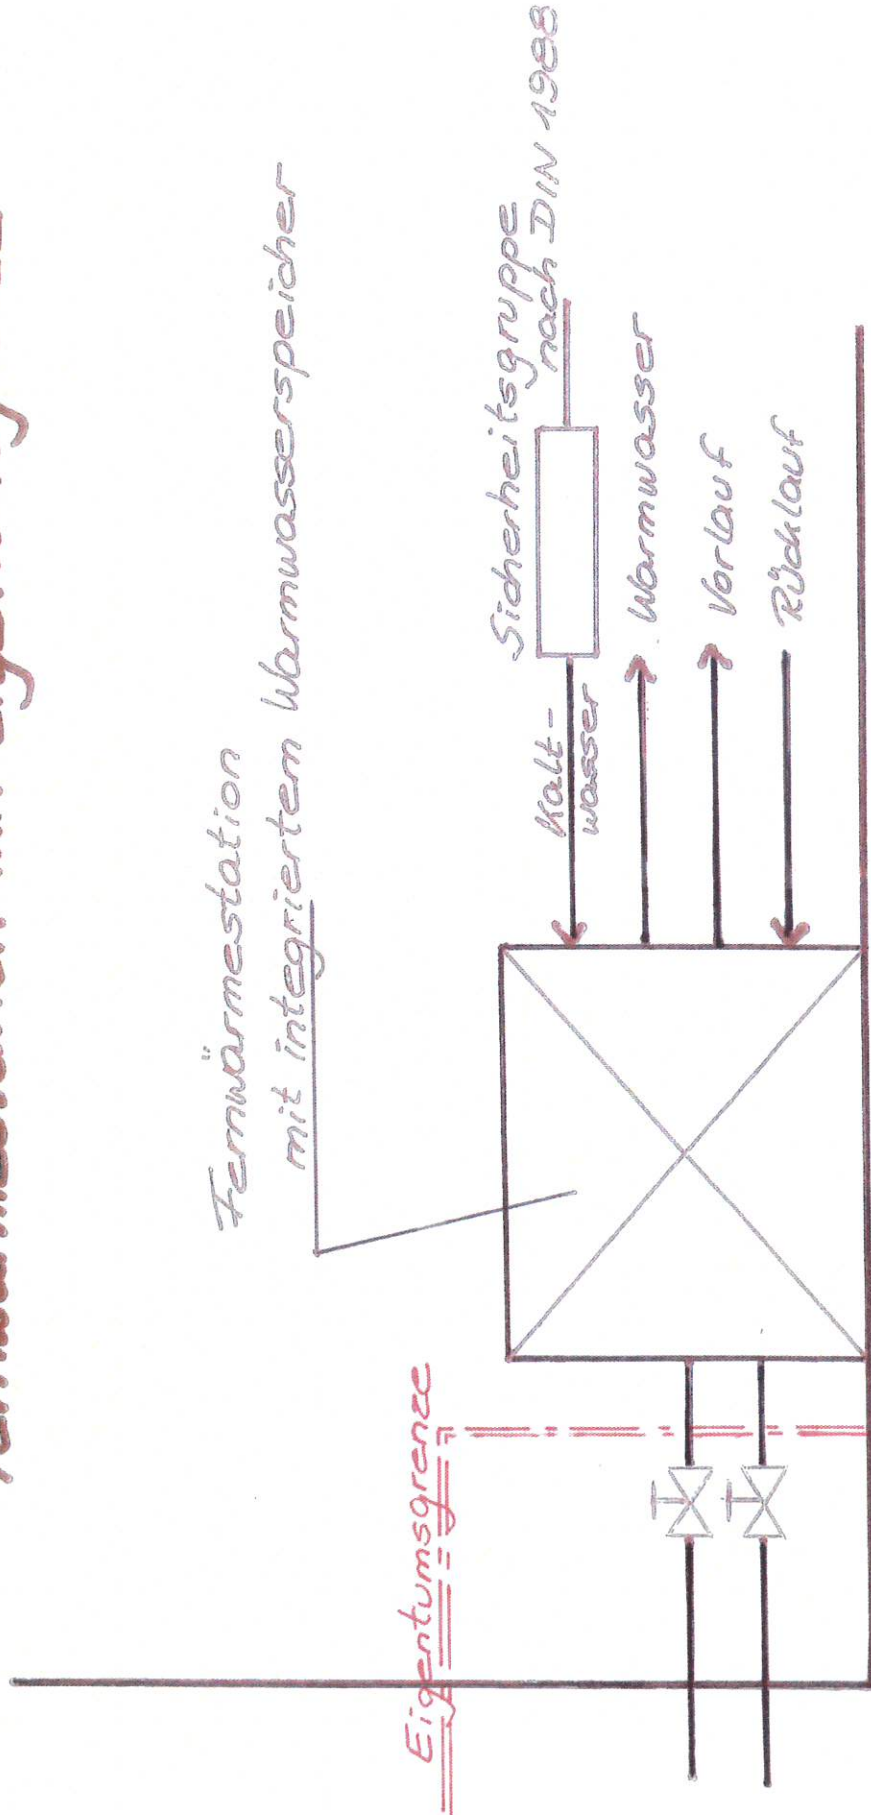 Fernwärmestation
mit integriertem Warmwasserspeicher
Eigentumsgrenze
Sicherheitsgruppe
nach DIN 1988
Kalt-
wasser
Warmwasser
Vorlauf
Rücklauf